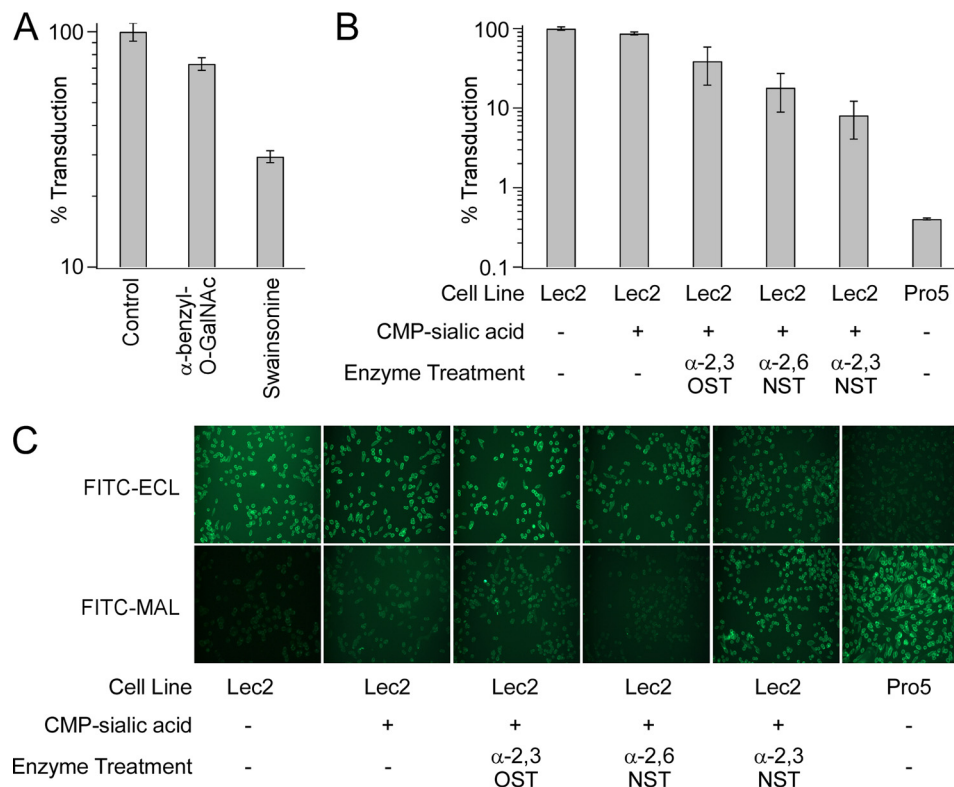 A
% Transduction
100
10
Control
α-benzyl-
O-GalNAc
Swainsonine
B
% Transduction
100
10
1
0.1
Cell Line Lec2 Lec2 Lec2 Lec2 Lec2 Pro5
CMP-sialic acid - + + + + -
Enzyme Treatment - - α-2,3 OST α-2,6 NST α-2,3 NST -
C
FITC-ECL
FITC-MAL
Cell Line Lec2 Lec2 Lec2 Lec2 Lec2 Pro5
CMP-sialic acid - + + + + -
Enzyme Treatment - - α-2,3 OST α-2,6 NST α-2,3 NST -